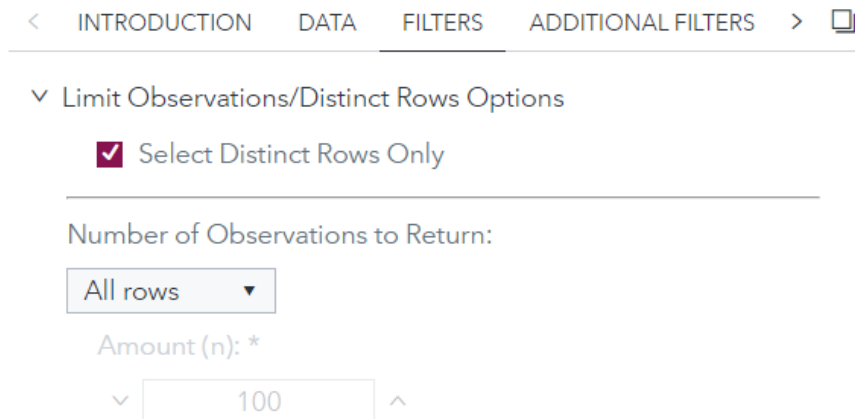 INTRODUCTION DATA FILTERS ADDITIONAL FILTERS
Limit Observations/Distinct Rows Options
Select Distinct Rows Only
Number of Observations to Return:
All rows
Amount (n): *
100